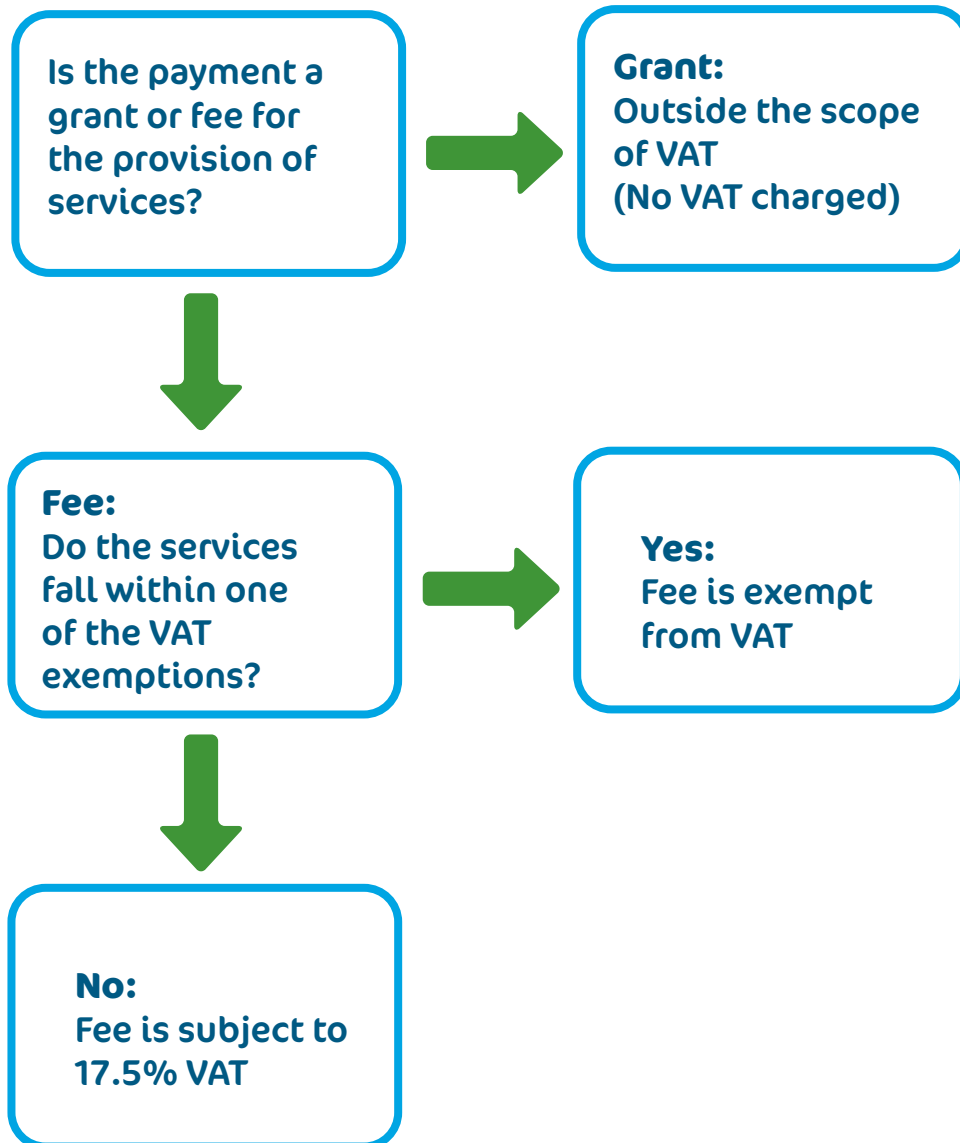 Is the payment a
grant or fee for
the provision of
services?
Grant:
Outside the scope
of VAT
(No VAT charged)
Fee:
Do the services
fall within one
of the VAT
exemptions?
Yes:
Fee is exempt
from VAT
No:
Fee is subject to
17.5% VAT